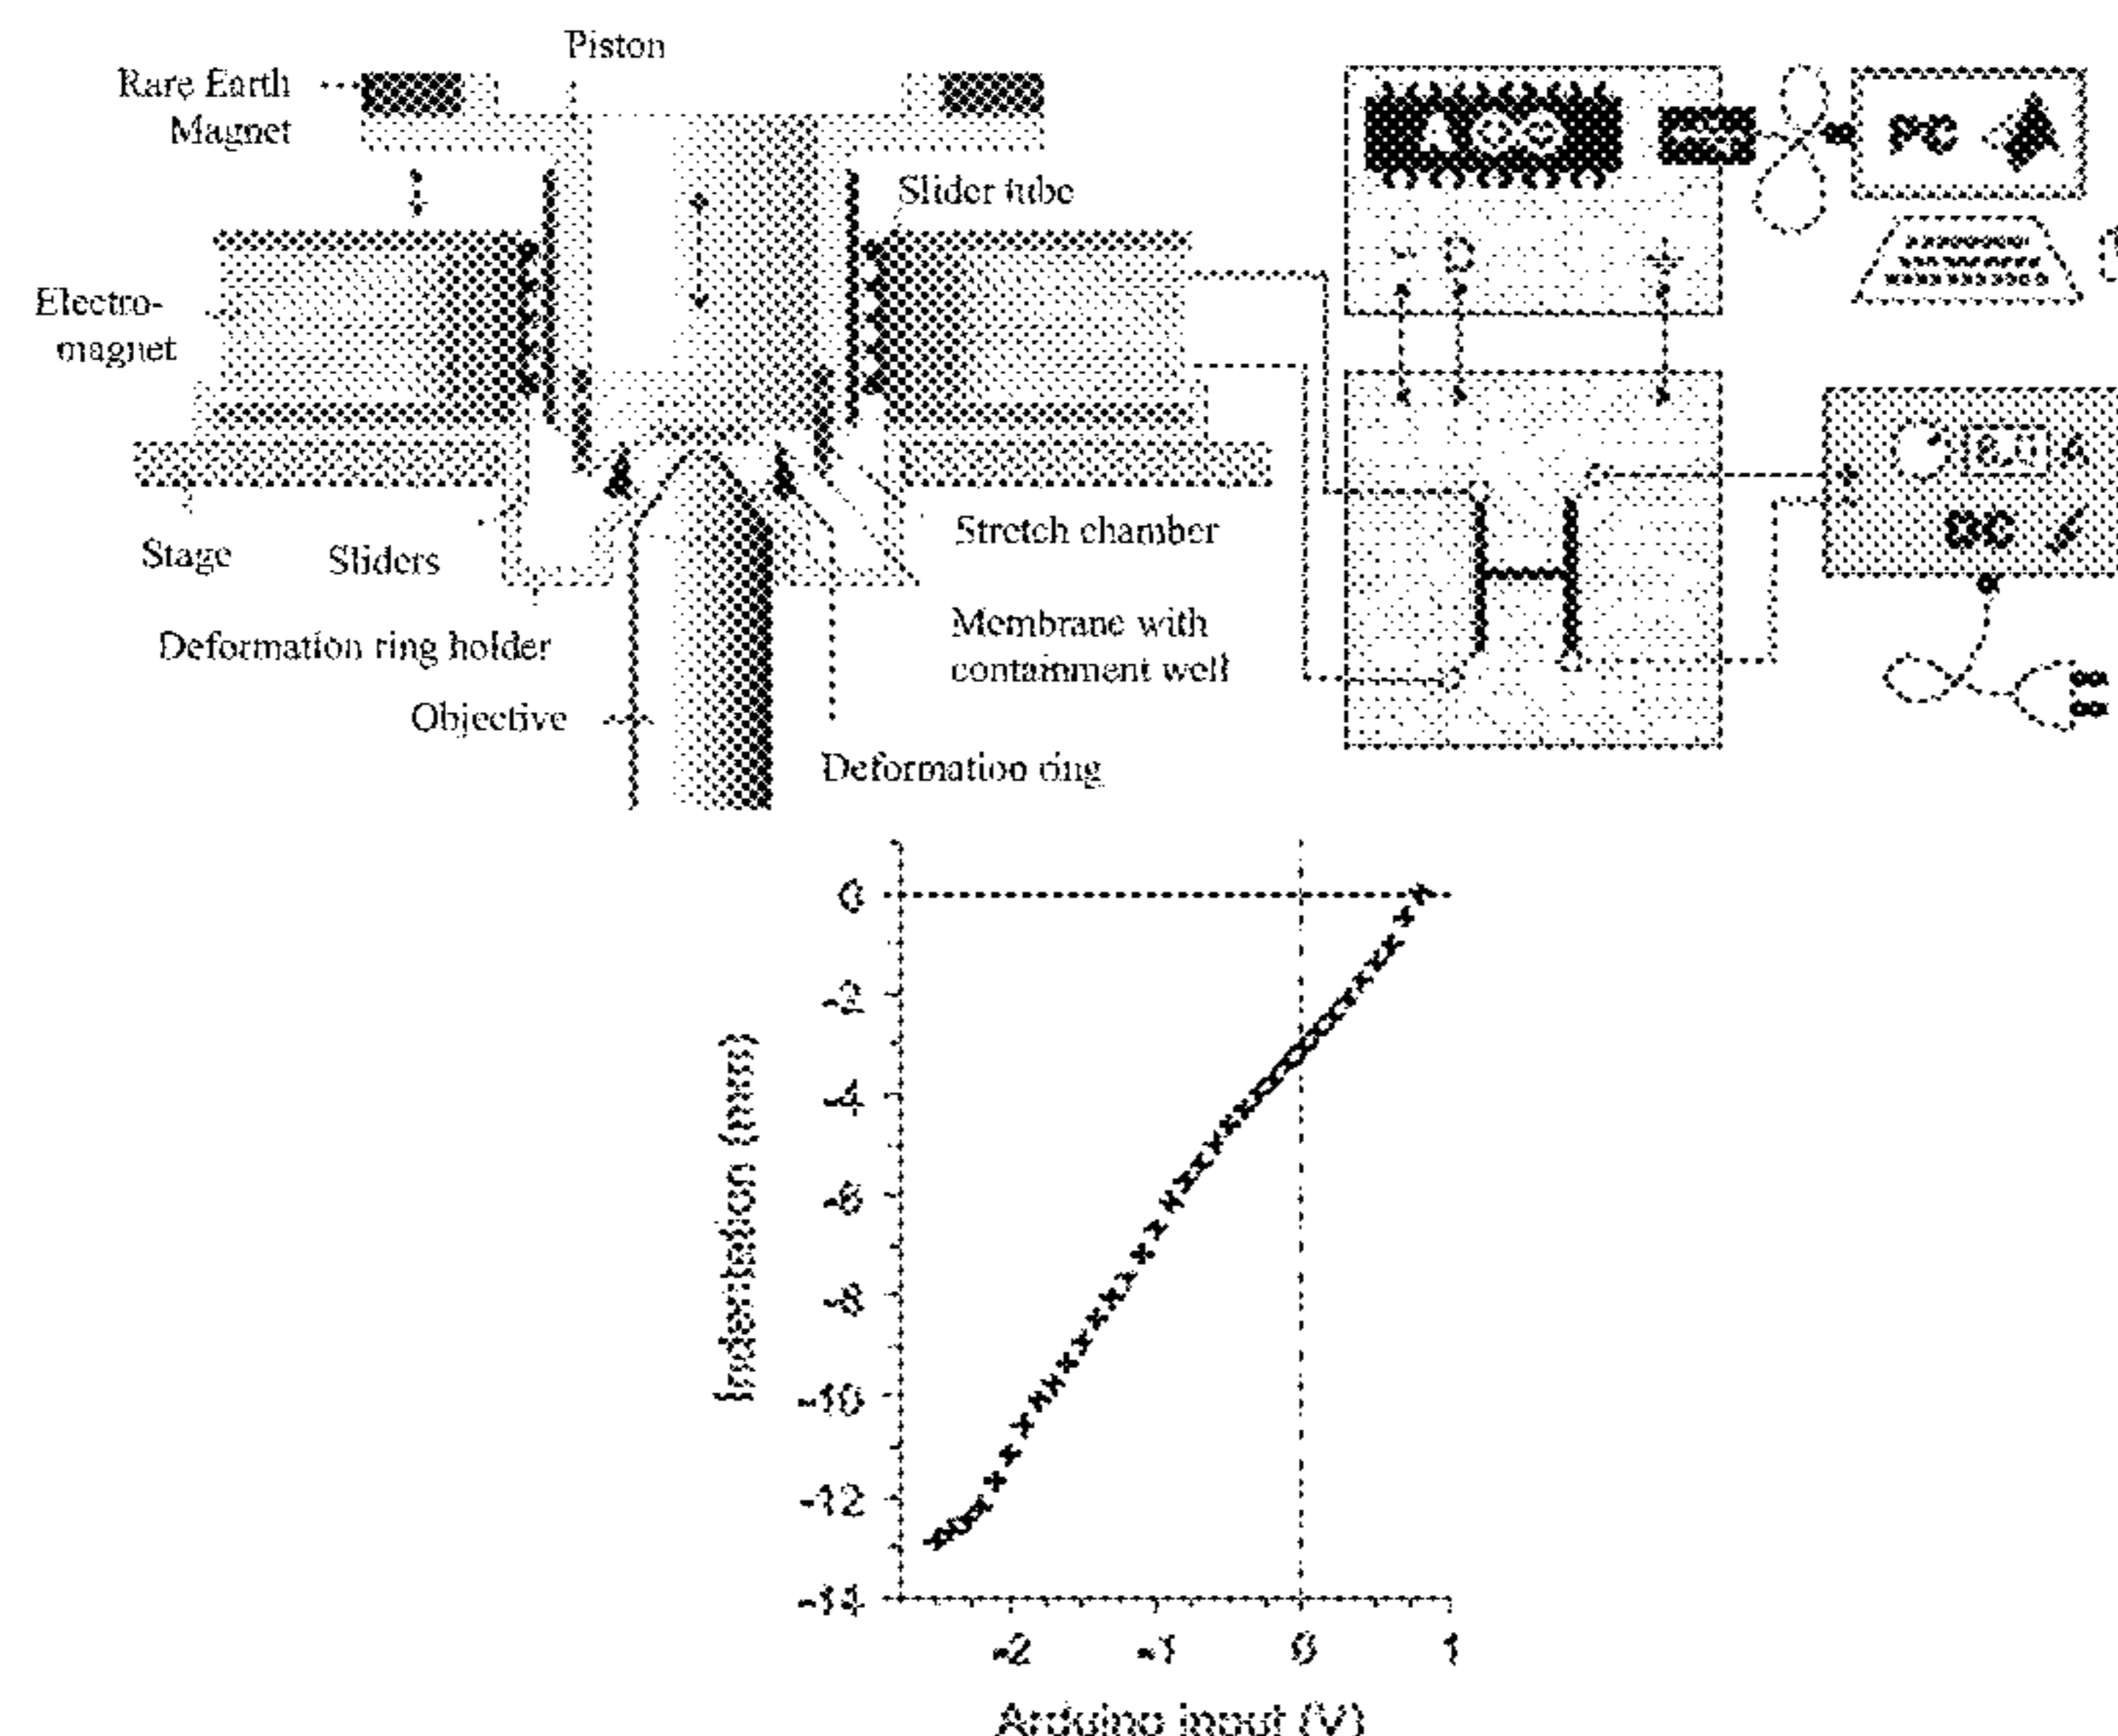 Piston
Rare Earth
Magnet
Slider tube
Electro-
magnet
Stage
Sliders
Stretch chamber
Deformation ring holder
Membrane with
containment well
Objective
Deformation ring
PC
DC
H
0
-2
-4
-6
-8
-10
-12
-14
Indentation (mm)
-2
-1
0
1
Arduino input (V)